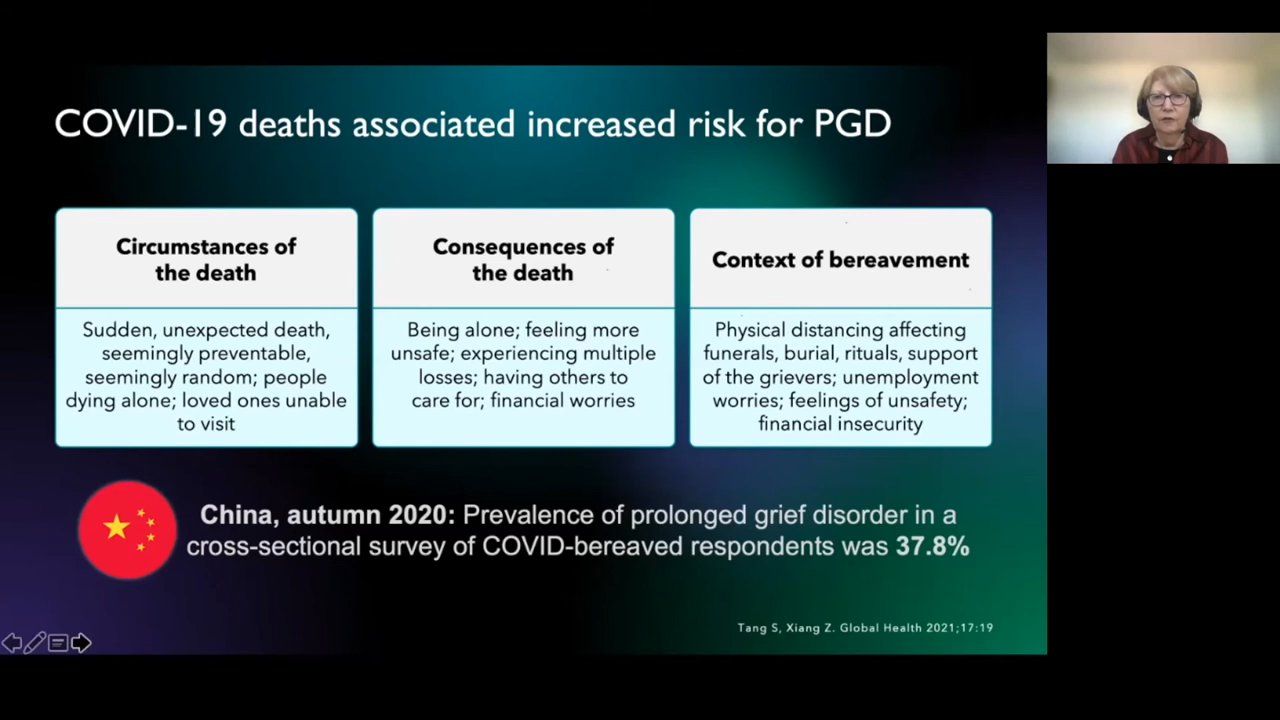 COVID-19 deaths associated increased risk for PGD
Circumstances of
the death
Sudden, unexpected death,
seemingly preventable,
seemingly random; people
dying alone; loved ones unable
to visit
Consequences of
the death
Being alone; feeling more
unsafe; experiencing multiple
losses; having others to
care for; financial worries
Context of bereavement
Physical distancing affecting
funerals, burial, rituals, support
of the grievers; unemployment
worries; feelings of unsafety;
financial insecurity
China, autumn 2020: Prevalence of prolonged grief disorder in a
cross-sectional survey of COVID-bereaved respondents was 37.8%
Tang S, Xiang Z. Global Health 2021;17:19